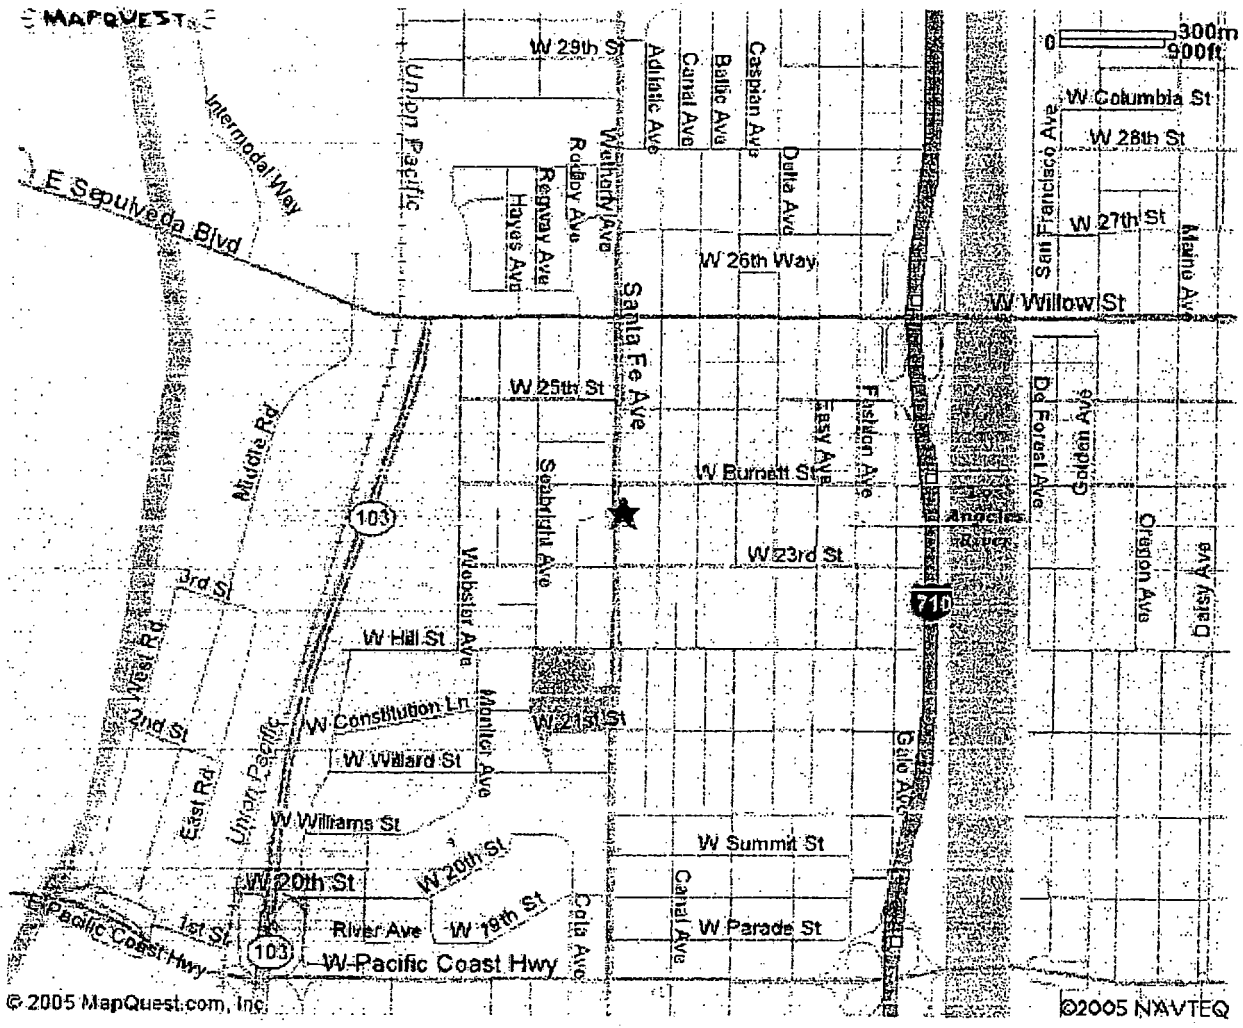 MAPQUEST
300m
0
900ft
W 29th St
Adriatic Ave
Canal Ave
Baltic Ave
Caspian Ave
Union Pacific
Intermodal Way
W Columbia St
W 28th St
San Francisco Ave
Delta Ave
E Sepulveda Blvd
Hayes Ave
Regway Ave
Roxboy Ave
Wetherly Ave
W 27th St
Maine Ave
W 26th Way
Santa Fe Ave
W Willow St
W 25th St
Middle Rd
Easy Ave
Fashion Ave
De Forest Ave
Golden Ave
W Burnett St
Seabright Ave
103
Los
Angeles
River
Oregon Ave
Daisy Ave
W 23rd St
Webster Ave
3rd St
710
West Rd
W Hill St
2nd St
W Constitution Ln
Monitor Ave
W 21st St
W Willard St
Gale Ave
East Rd
Union Pacific
W Williams St
W Summit St
W 20th St
W 20th St
Canal Ave
W 19th St
Cota Ave
River Ave
W Parade St
1st St
E Pacific Coast Hwy
103
W Pacific Coast Hwy
© 2005 MapQuest.com, Inc
©2005 NAVTEQ